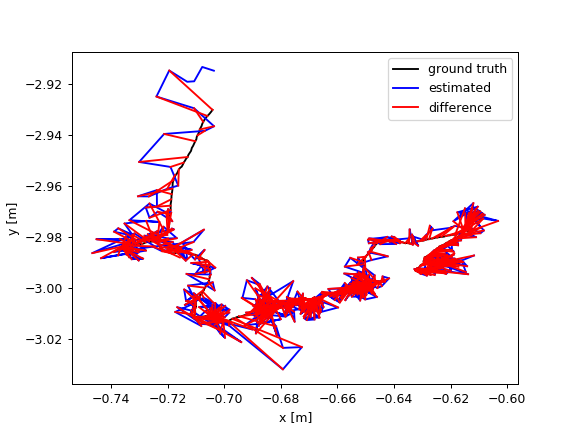 ground truth
estimated
difference
−2.92
−2.94
−2.96
−2.98
−3.00
−3.02
y [m]
−0.74 −0.72 −0.70 −0.68 −0.66 −0.64 −0.62 −0.60
x [m]